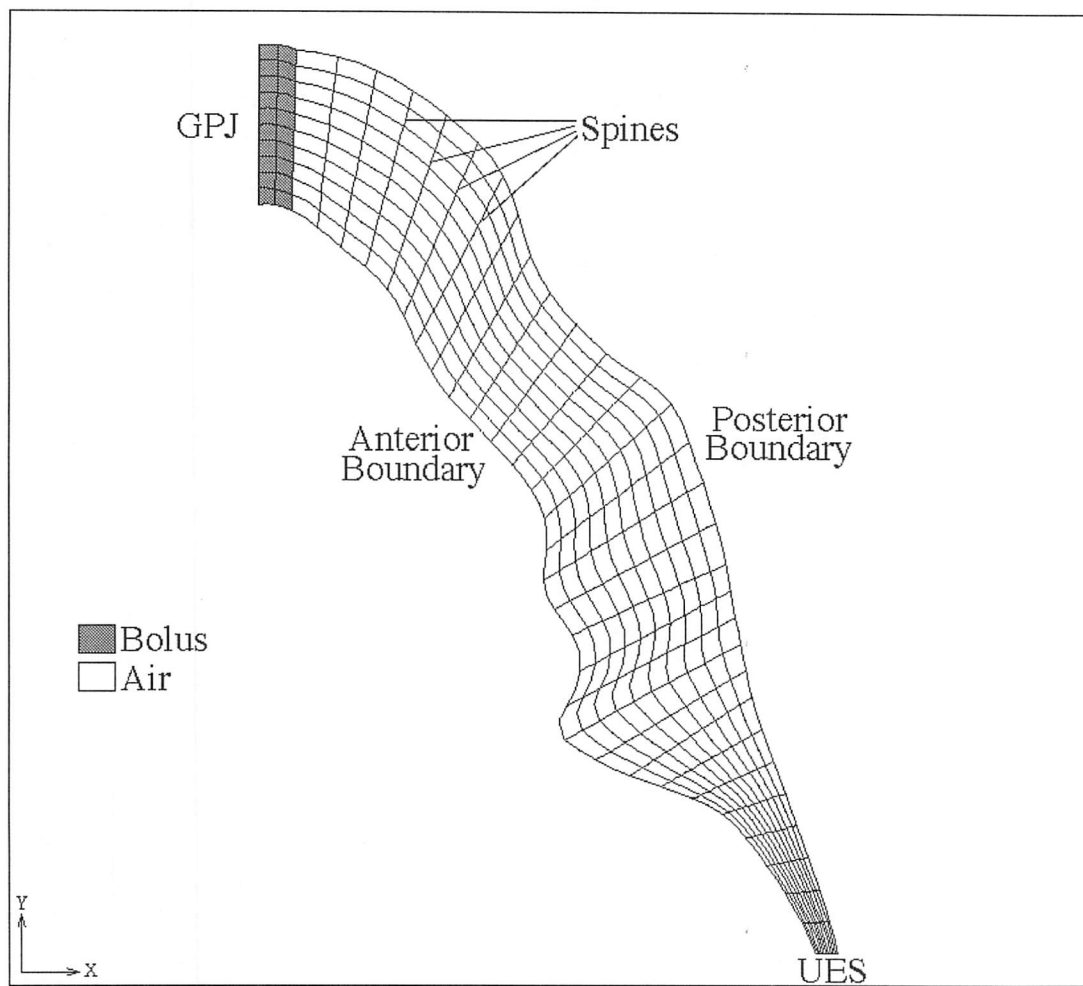 GPJ
Spines
Anterior
Boundary
Posterior
Boundary
Bolus
Air
Y
X
UES